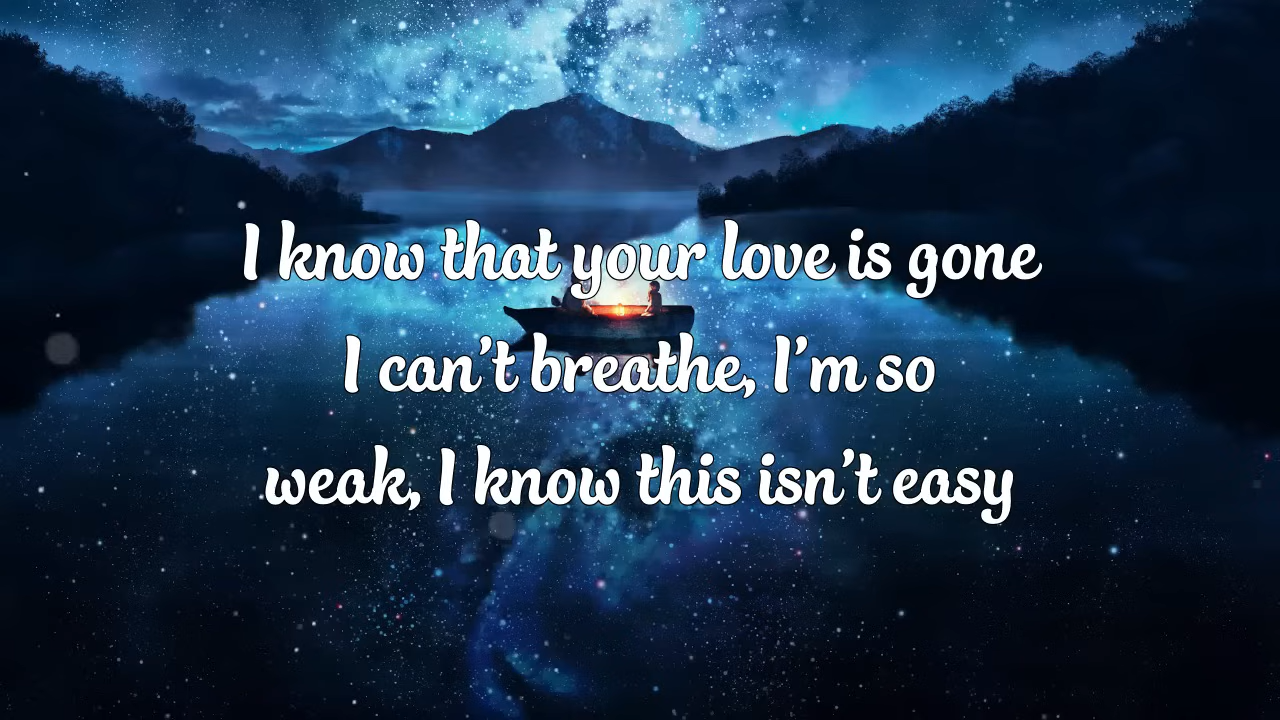 I know that your love is gone
I can’t breathe, I’m so
weak, I know this isn’t easy